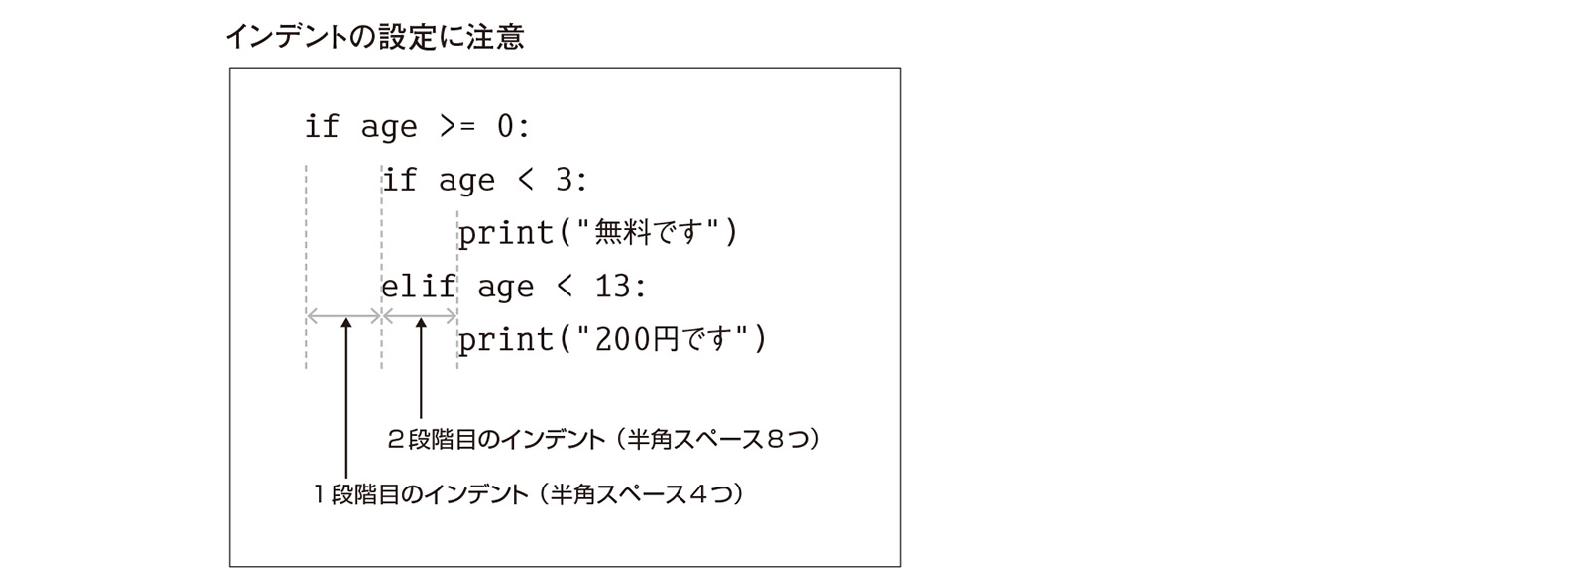 インデントの設定に注意
if age >= 0:
if age < 3:
print("無料です")
elif age < 13:
print("200円です")
２段階目のインデント（半角スペース８つ）
１段階目のインデント（半角スペース４つ）